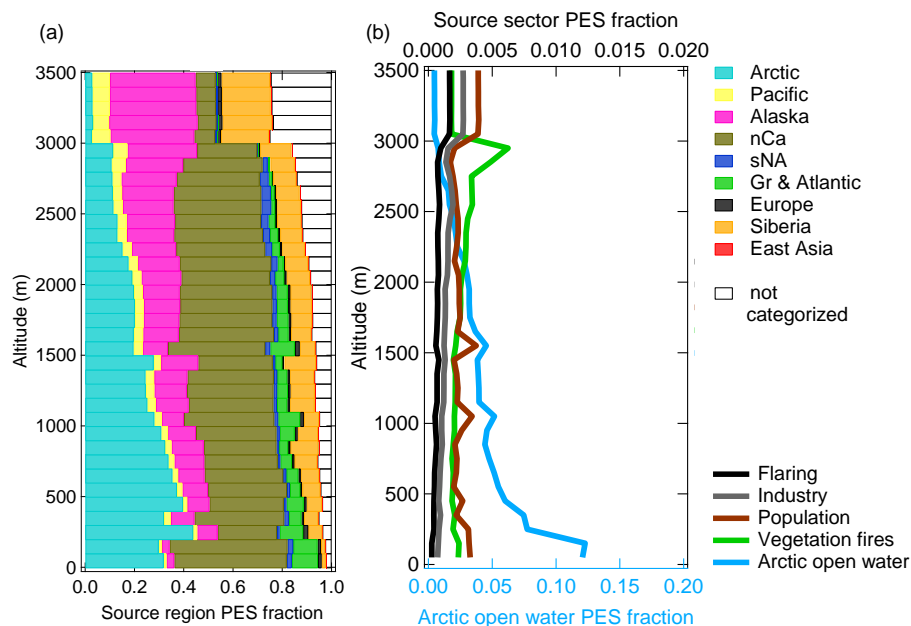 (a)
3500
3000
2500
2000
1500
1000
500
0
Altitude (m)
0.0 0.2 0.4 0.6 0.8 1.0
Source region PES fraction
(b)
Source sector PES fraction
0.000 0.005 0.010 0.015 0.020
3500
3000
2500
2000
1500
1000
500
0
Altitude (m)
0.00 0.05 0.10 0.15 0.20
Arctic open water PES fraction
Arctic
Pacific
Alaska
nCa
sNA
Gr & Atlantic
Europe
Siberia
East Asia
not
categorized
Flaring
Industry
Population
Vegetation fires
Arctic open water